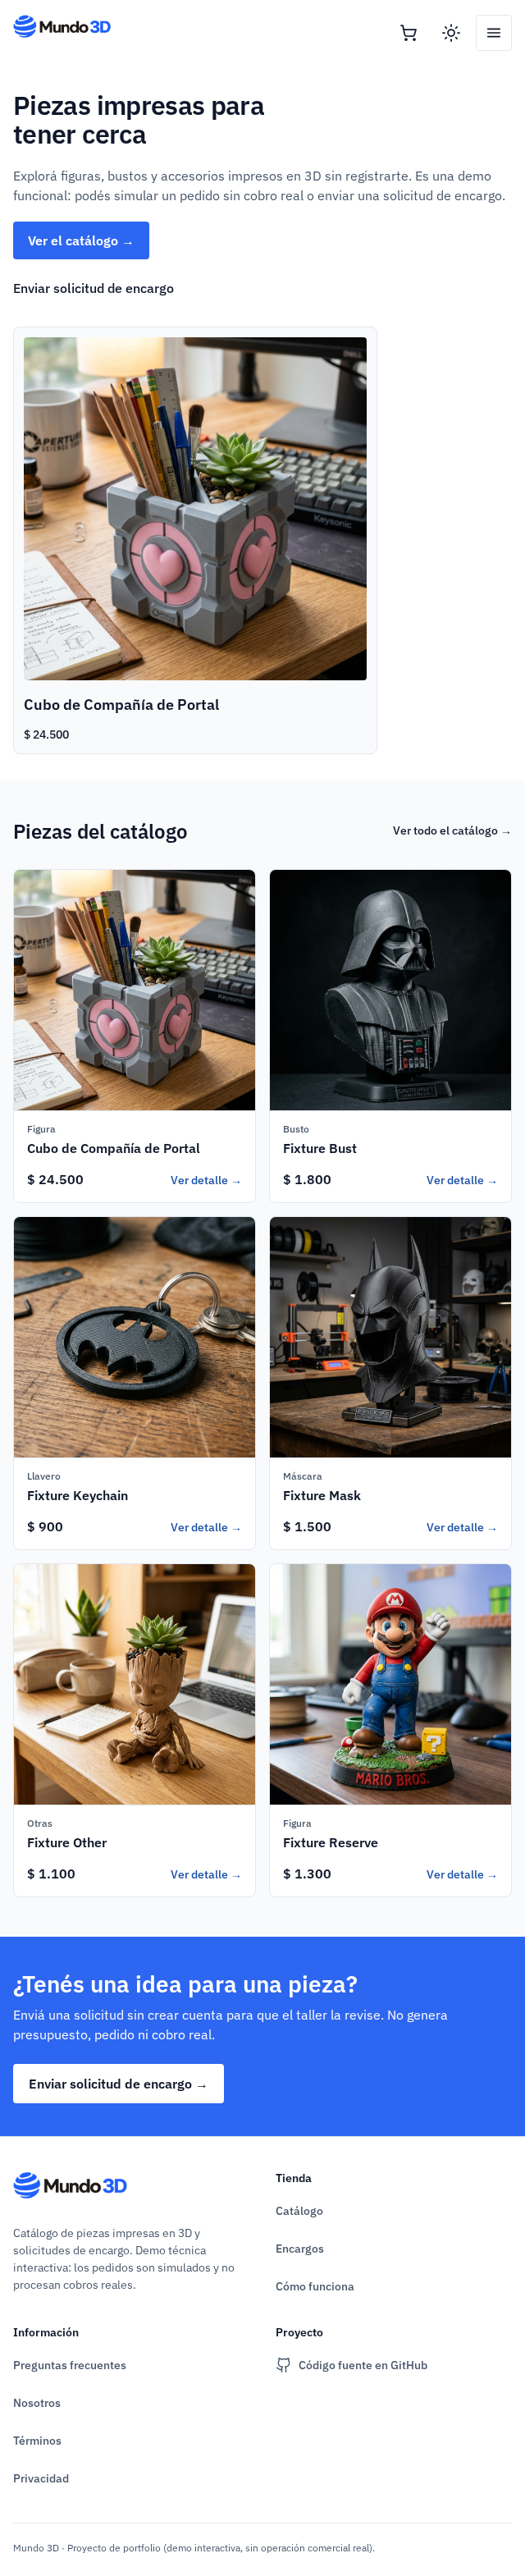 Mundo 3D
Piezas impresas para
tener cerca
Explorá figuras, bustos y accesorios impresos en 3D sin registrarte. Es una demo
funcional: podés simular un pedido sin cobro real o enviar una solicitud de encargo.
Ver el catálogo →
Enviar solicitud de encargo
DELL
APERTURE
Keysonic
Cubo de Compañía de Portal
$ 24.500
Piezas del catálogo
Ver todo el catálogo →
Keysonic
Figura
Cubo de Compañía de Portal
$ 24.500
Ver detalle →
Busto
Fixture Bust
$ 1.800
Ver detalle →
Llavero
Fixture Keychain
$ 900
Ver detalle →
Máscara
Fixture Mask
$ 1.500
Ver detalle →
Otras
Fixture Other
$ 1.100
Ver detalle →
M
?
MARIO BROS.
Figura
Fixture Reserve
$ 1.300
Ver detalle →
¿Tenés una idea para una pieza?
Enviá una solicitud sin crear cuenta para que el taller la revise. No genera
presupuesto, pedido ni cobro real.
Enviar solicitud de encargo →
Mundo3D
Catálogo de piezas impresas en 3D y
solicitudes de encargo. Demo técnica
interactiva: los pedidos son simulados y no
procesan cobros reales.
Tienda
Catálogo
Encargos
Cómo funciona
Información
Preguntas frecuentes
Nosotros
Términos
Privacidad
Proyecto
Código fuente en GitHub
Mundo 3D · Proyecto de portfolio (demo interactiva, sin operación comercial real).